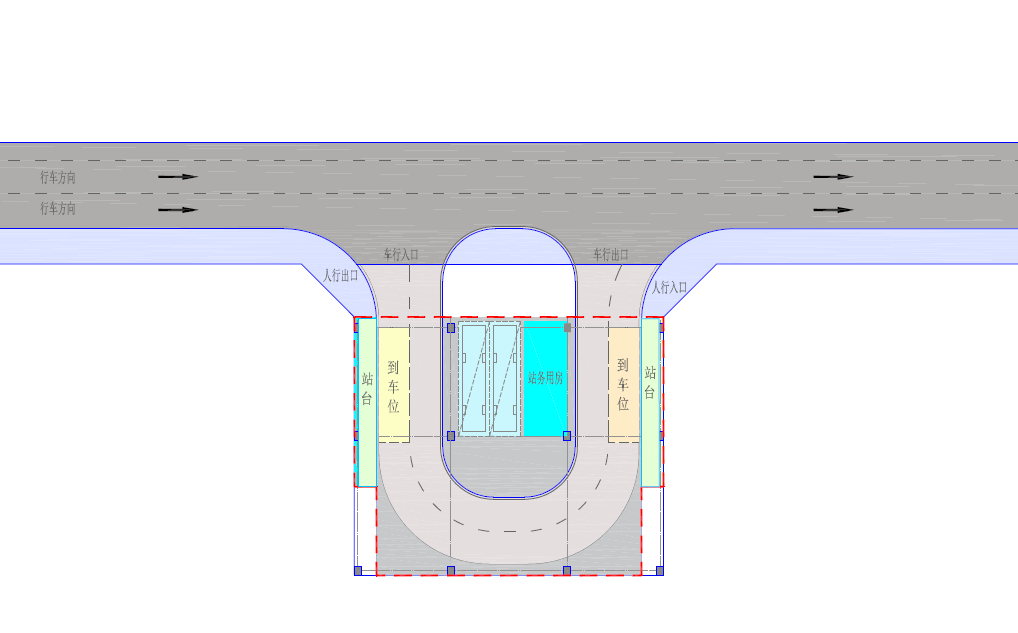 行车方向
行车方向
车行入口
车行出口
人行出口
人行入口
站台
到车位
站务用房
到车位
站台